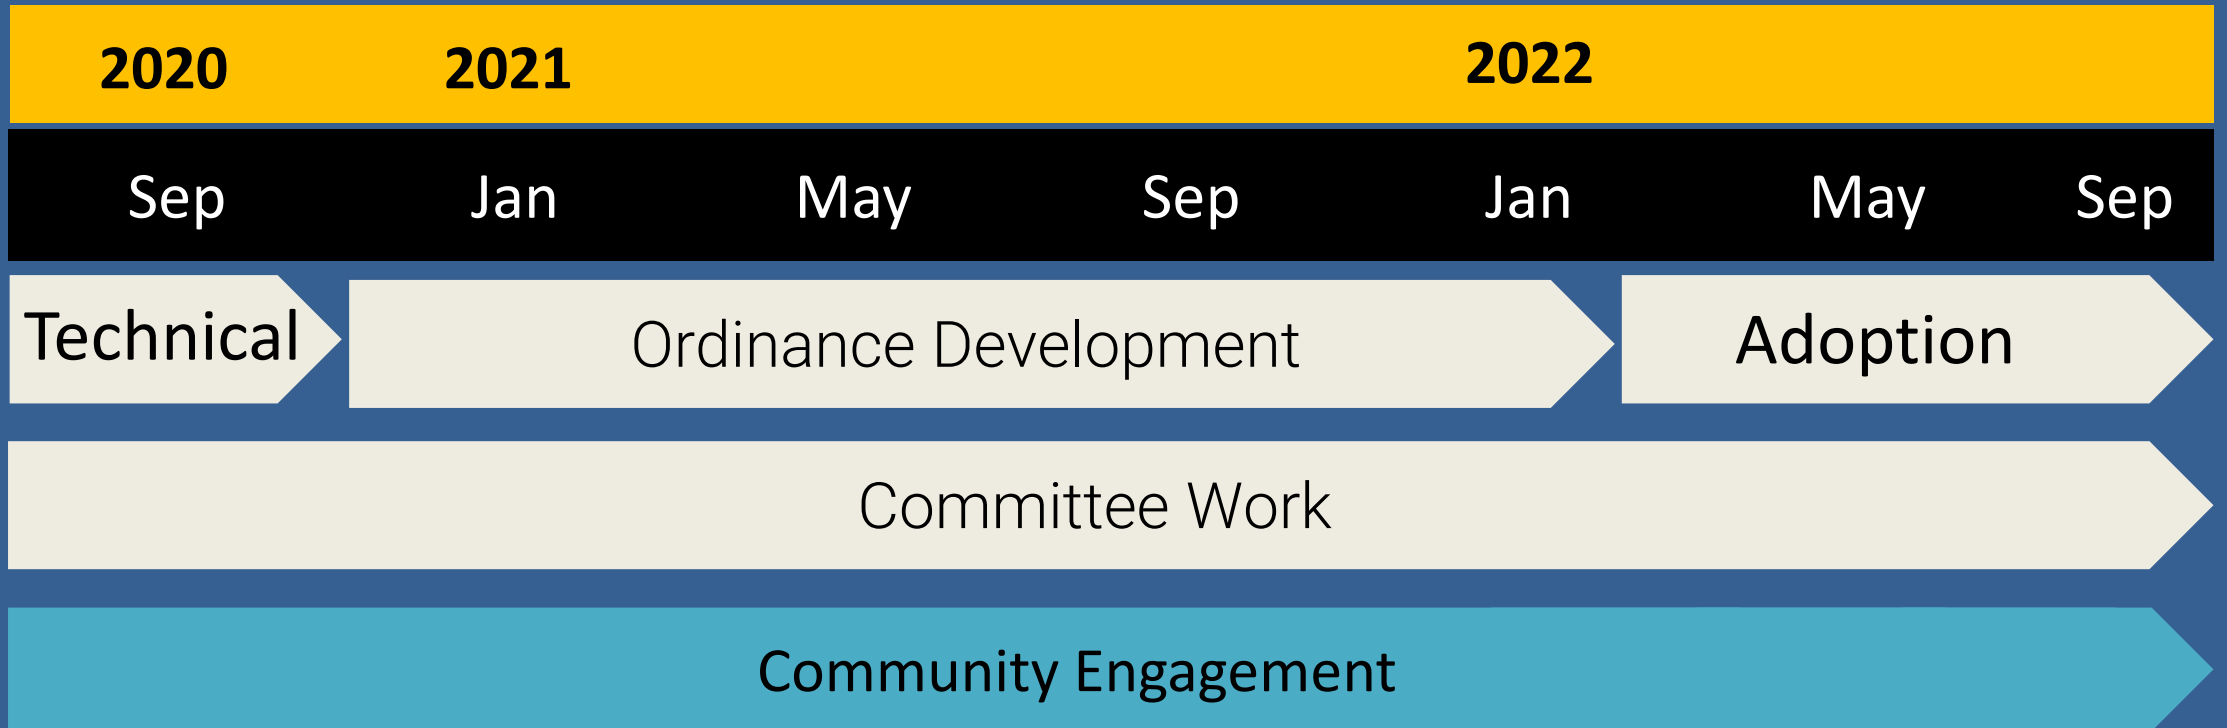 2020 2021 2022
Sep Jan May Sep Jan May Sep
Technical Ordinance Development Adoption
Committee Work
Community Engagement